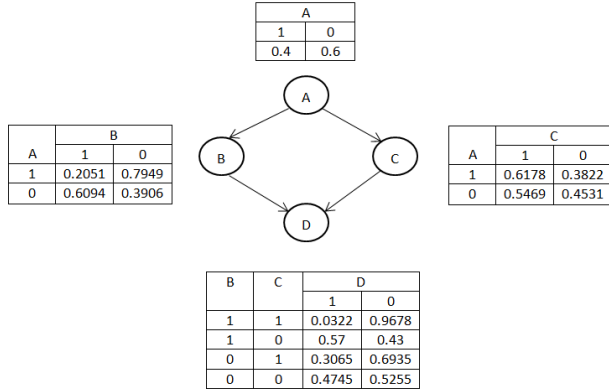 A
1 0
0.4 0.6
A
B
A 1 0
1 0.2051 0.7949
0 0.6094 0.3906
B
C
C
A 1 0
1 0.6178 0.3822
0 0.5469 0.4531
D
B C D
1 0
1 1 0.0322 0.9678
1 0 0.57 0.43
0 1 0.3065 0.6935
0 0 0.4745 0.5255